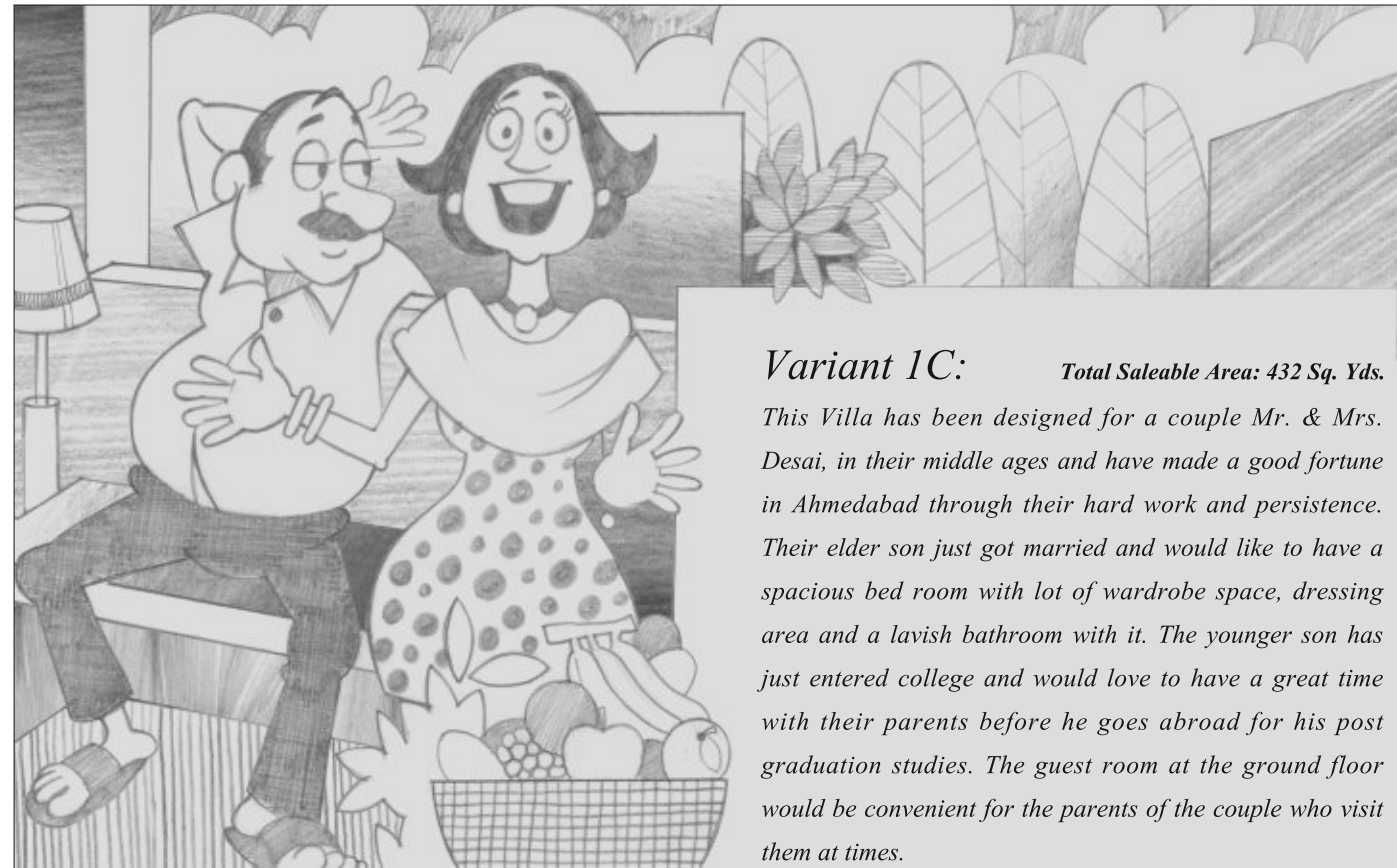 Variant 1C: Total Saleable Area: 432 Sq. Yds.
This Villa has been designed for a couple Mr. & Mrs.
Desai, in their middle ages and have made a good fortune
in Ahmedabad through their hard work and persistence.
Their elder son just got married and would like to have a
spacious bed room with lot of wardrobe space, dressing
area and a lavish bathroom with it. The younger son has
just entered college and would love to have a great time
with their parents before he goes abroad for his post
graduation studies. The guest room at the ground floor
would be convenient for the parents of the couple who visit
them at times.